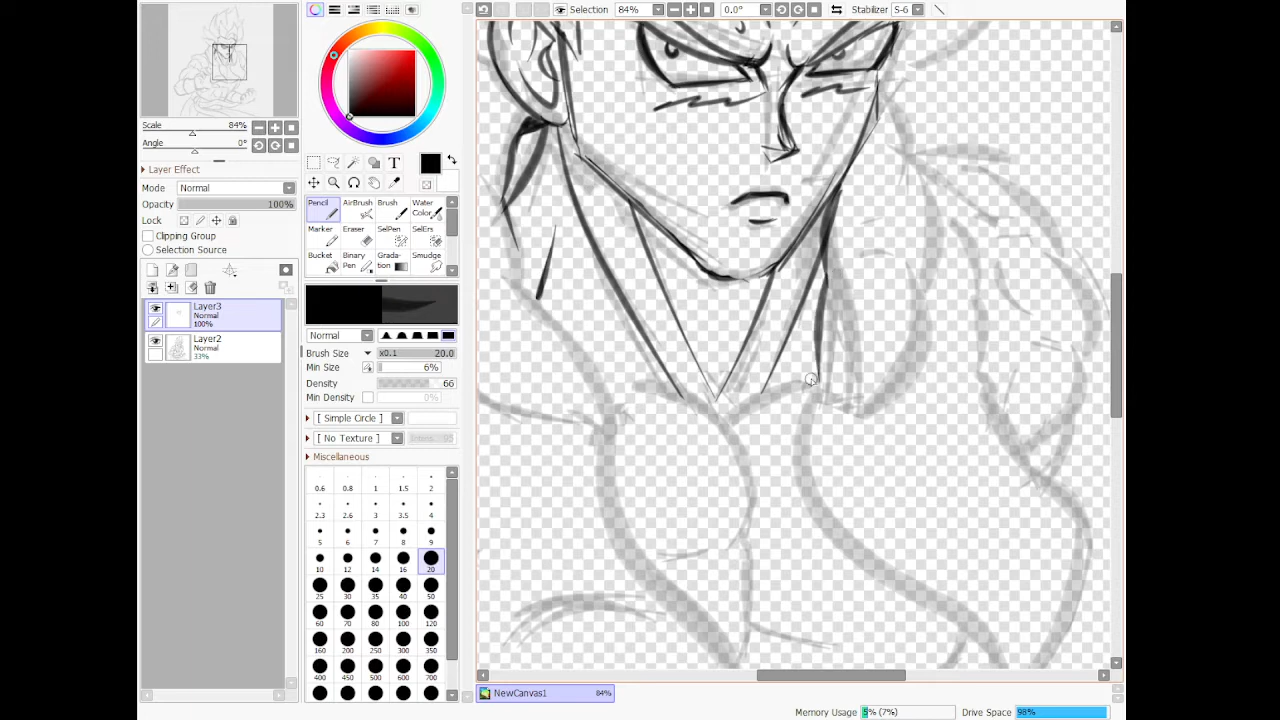 Selection 84% 0.0° Stabilizer S-6
Scale 84%
Angle 0°
Layer Effect
Mode Normal
Opacity 100%
Lock
Clipping Group
Selection Source
Layer3
Normal
100%
Layer2
Normal
33%
T
Pencil AirBrush Brush Water Color
Marker Eraser SelPen SelErs
Bucket Binary Pen Grada-tion Smudge
Normal
Brush Size x0.1 20.0
Min Size 6%
Density 66
Min Density 0%
[ Simple Circle ]
[ No Texture ]
Miscellaneous
0.6 0.8 1 1.5 2
2.3 2.6 3 3.5 4
5 6 7 8 9
10 12 14 16 20
25 30 35 40 50
60 70 80 100 120
160 200 250 300 350
400 450 500 600 700
NewCanvas1 84%
Memory Usage 5% (7%) Drive Space 98%